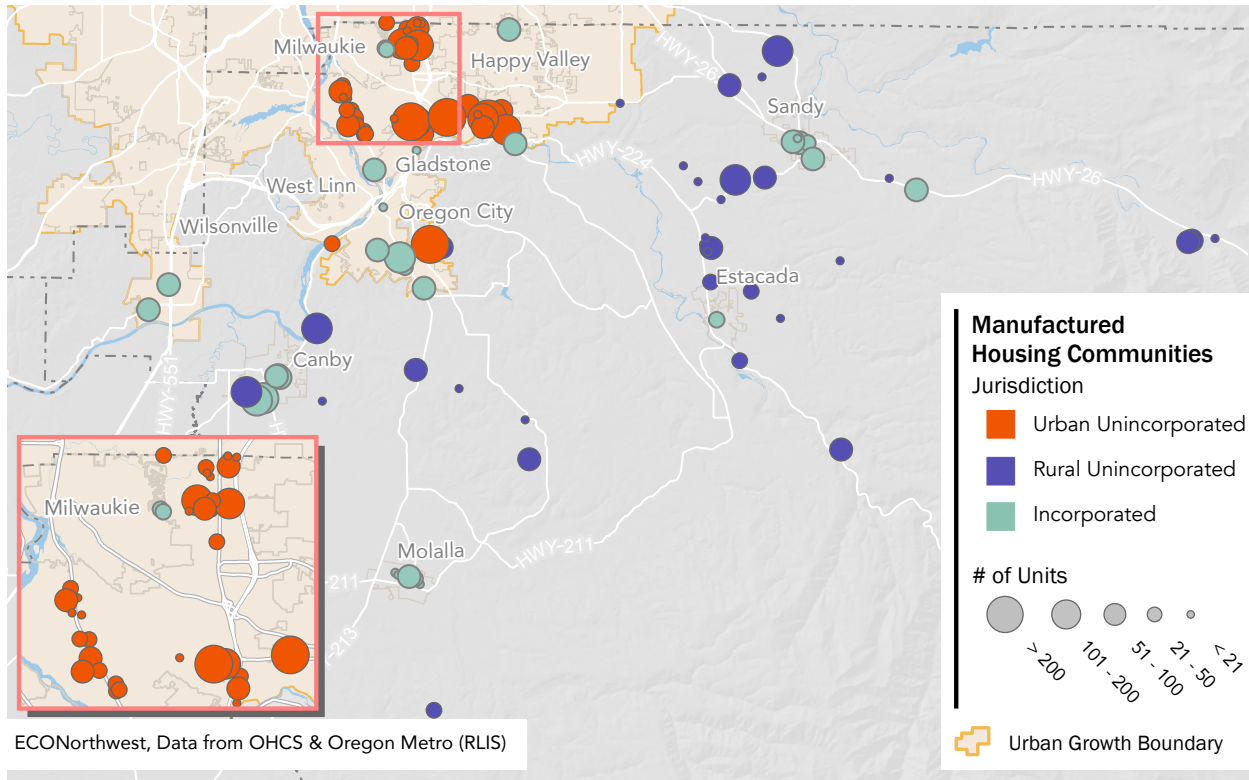 Milwaukie
Happy Valley
HWY-26
Sandy
HWY-224
HWY-26
Gladstone
West Linn
Oregon City
Wilsonville
Estacada
Canby
HWY-551
Molalla
HWY-211
-211
-213
Milwaukie
Manufactured
Housing Communities
Jurisdiction
Urban Unincorporated
Rural Unincorporated
Incorporated
# of Units
> 200
101 - 200
51 - 100
21 - 50
< 21
Urban Growth Boundary
ECONorthwest, Data from OHCS & Oregon Metro (RLIS)